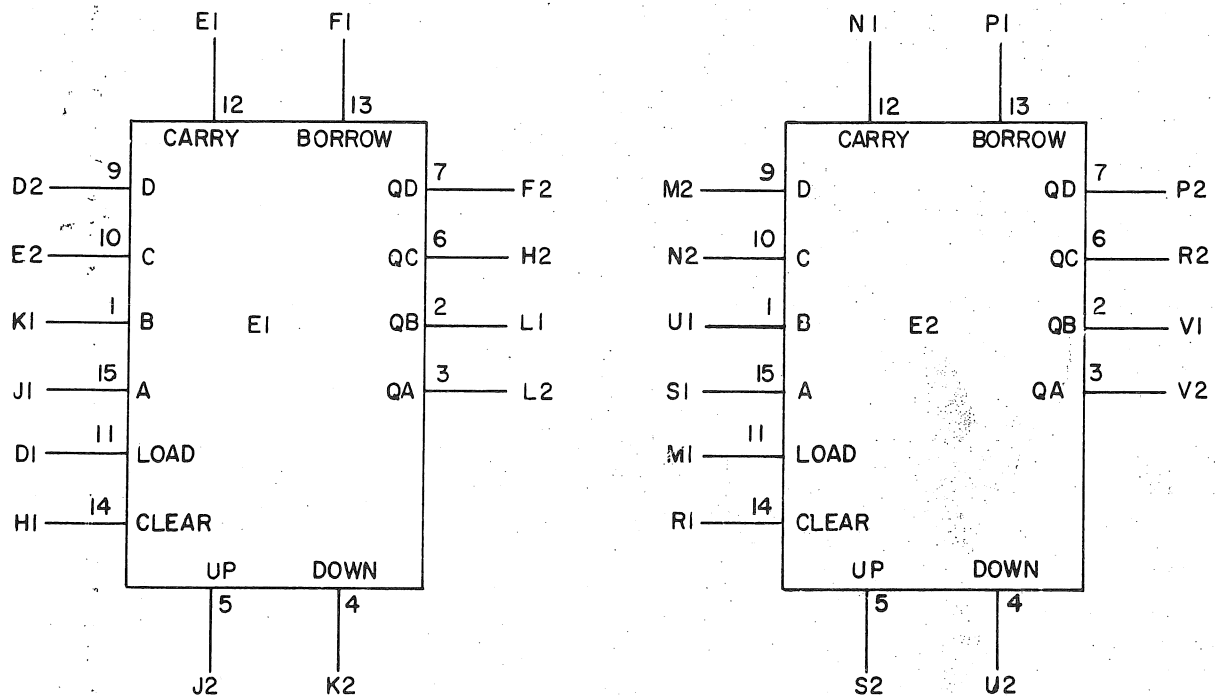 E1 F1 N1 P1
12 13 12 13
CARRY BORROW CARRY BORROW
D2 9 D QD 7 F2 M2 9 D QD 7 P2
E2 10 C QC 6 H2 N2 10 C QC 6 R2
K1 1 B E1 QB 2 L1 U1 1 B E2 QB 2 V1
J1 15 A QA 3 L2 S1 15 A QA 3 V2
D1 11 LOAD M1 11 LOAD
H1 14 CLEAR R1 14 CLEAR
UP DOWN UP DOWN
5 4 5 4
J2 K2 S2 U2